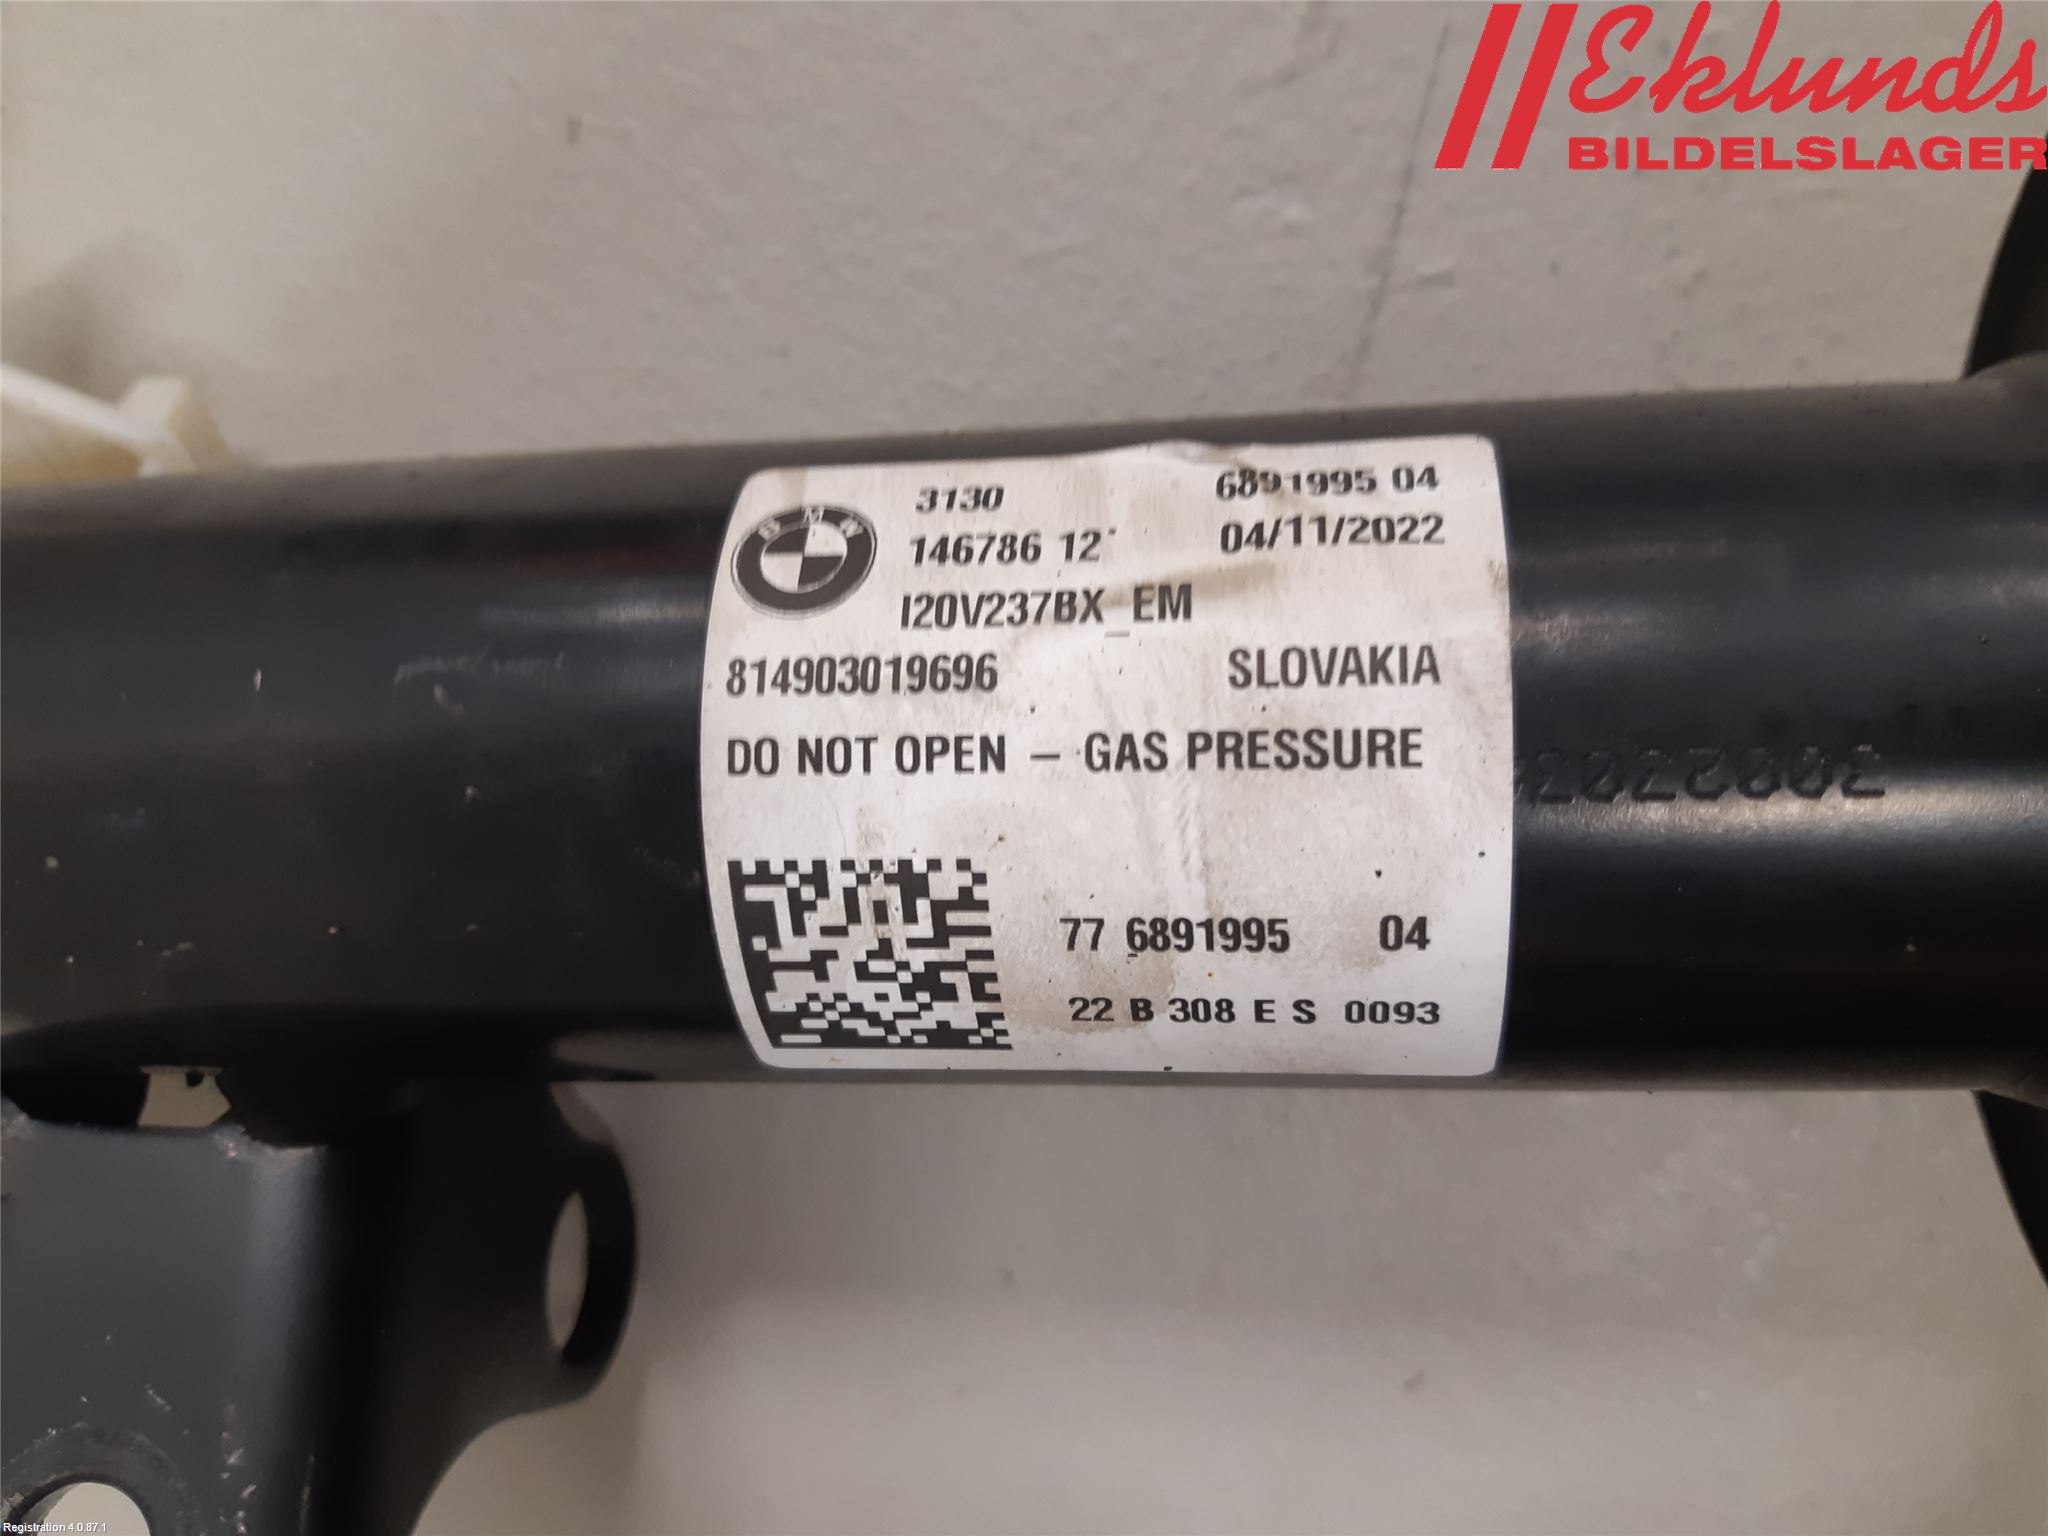 Eklunds
BILDELSLAGER
BMW
3130 6891995 04
146786 12 04/11/2022
I20V237BX_EM
814903019696 SLOVAKIA
DO NOT OPEN – GAS PRESSURE
77 6891995 04
22 B 308 E S 0093
Registration 4.0.87.1